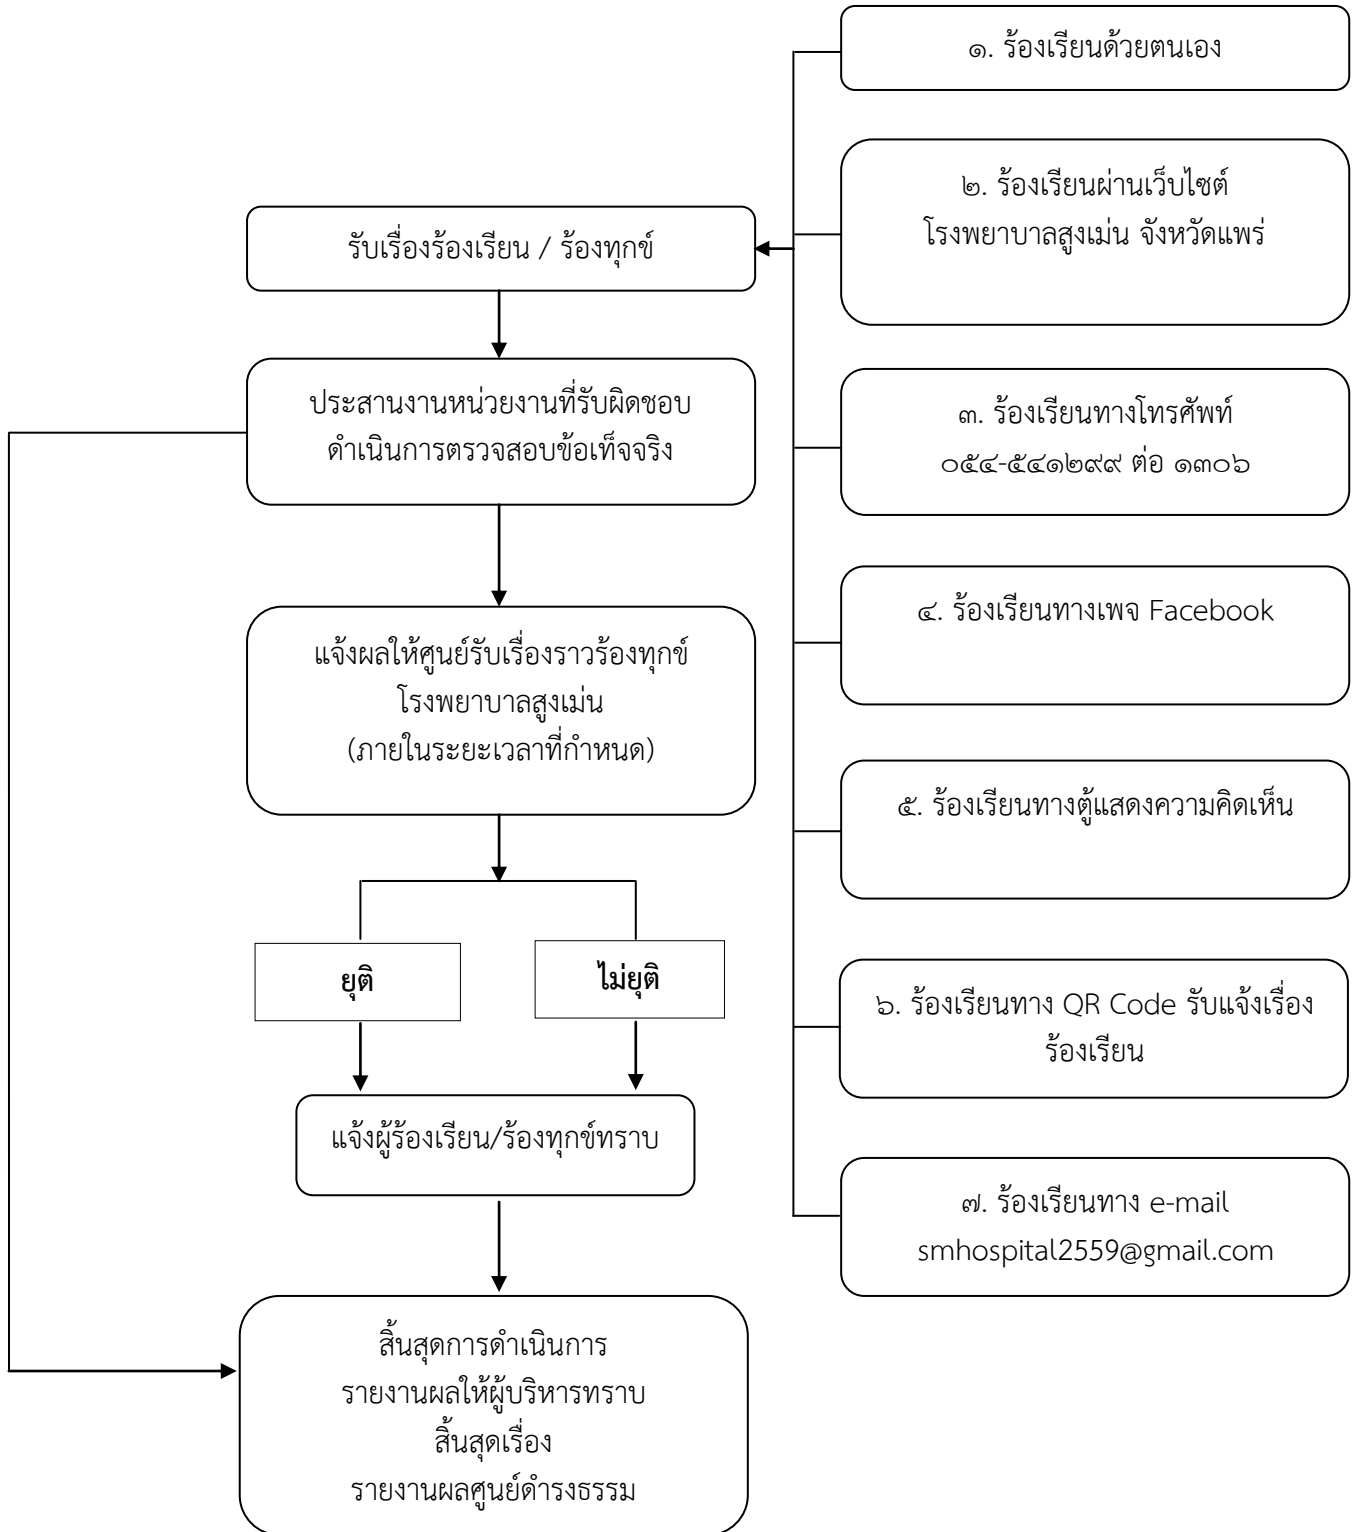 ๑. ร้องเรียนด้วยตนเอง
๒. ร้องเรียนผ่านเว็บไซต์
โรงพยาบาลสูงเม่น จังหวัดแพร่
๓. ร้องเรียนทางโทรศัพท์
๐๕๔-๕๔๑๒๙๙ ต่อ ๑๓๐๖
๔. ร้องเรียนทางเพจ Facebook
๕. ร้องเรียนทางตู้แสดงความคิดเห็น
๖. ร้องเรียนทาง QR Code รับแจ้งเรื่อง
ร้องเรียน
๗. ร้องเรียนทาง e-mail
smhospital2559@gmail.com
รับเรื่องร้องเรียน / ร้องทุกข์
ประสานงานหน่วยงานที่รับผิดชอบ
ดำเนินการตรวจสอบข้อเท็จจริง
แจ้งผลให้ศูนย์รับเรื่องราวร้องทุกข์
โรงพยาบาลสูงเม่น
(ภายในระยะเวลาที่กำหนด)
ยุติ
ไม่ยุติ
แจ้งผู้ร้องเรียน/ร้องทุกข์ทราบ
สิ้นสุดการดำเนินการ
รายงานผลให้ผู้บริหารทราบ
สิ้นสุดเรื่อง
รายงานผลศูนย์ดำรงธรรม